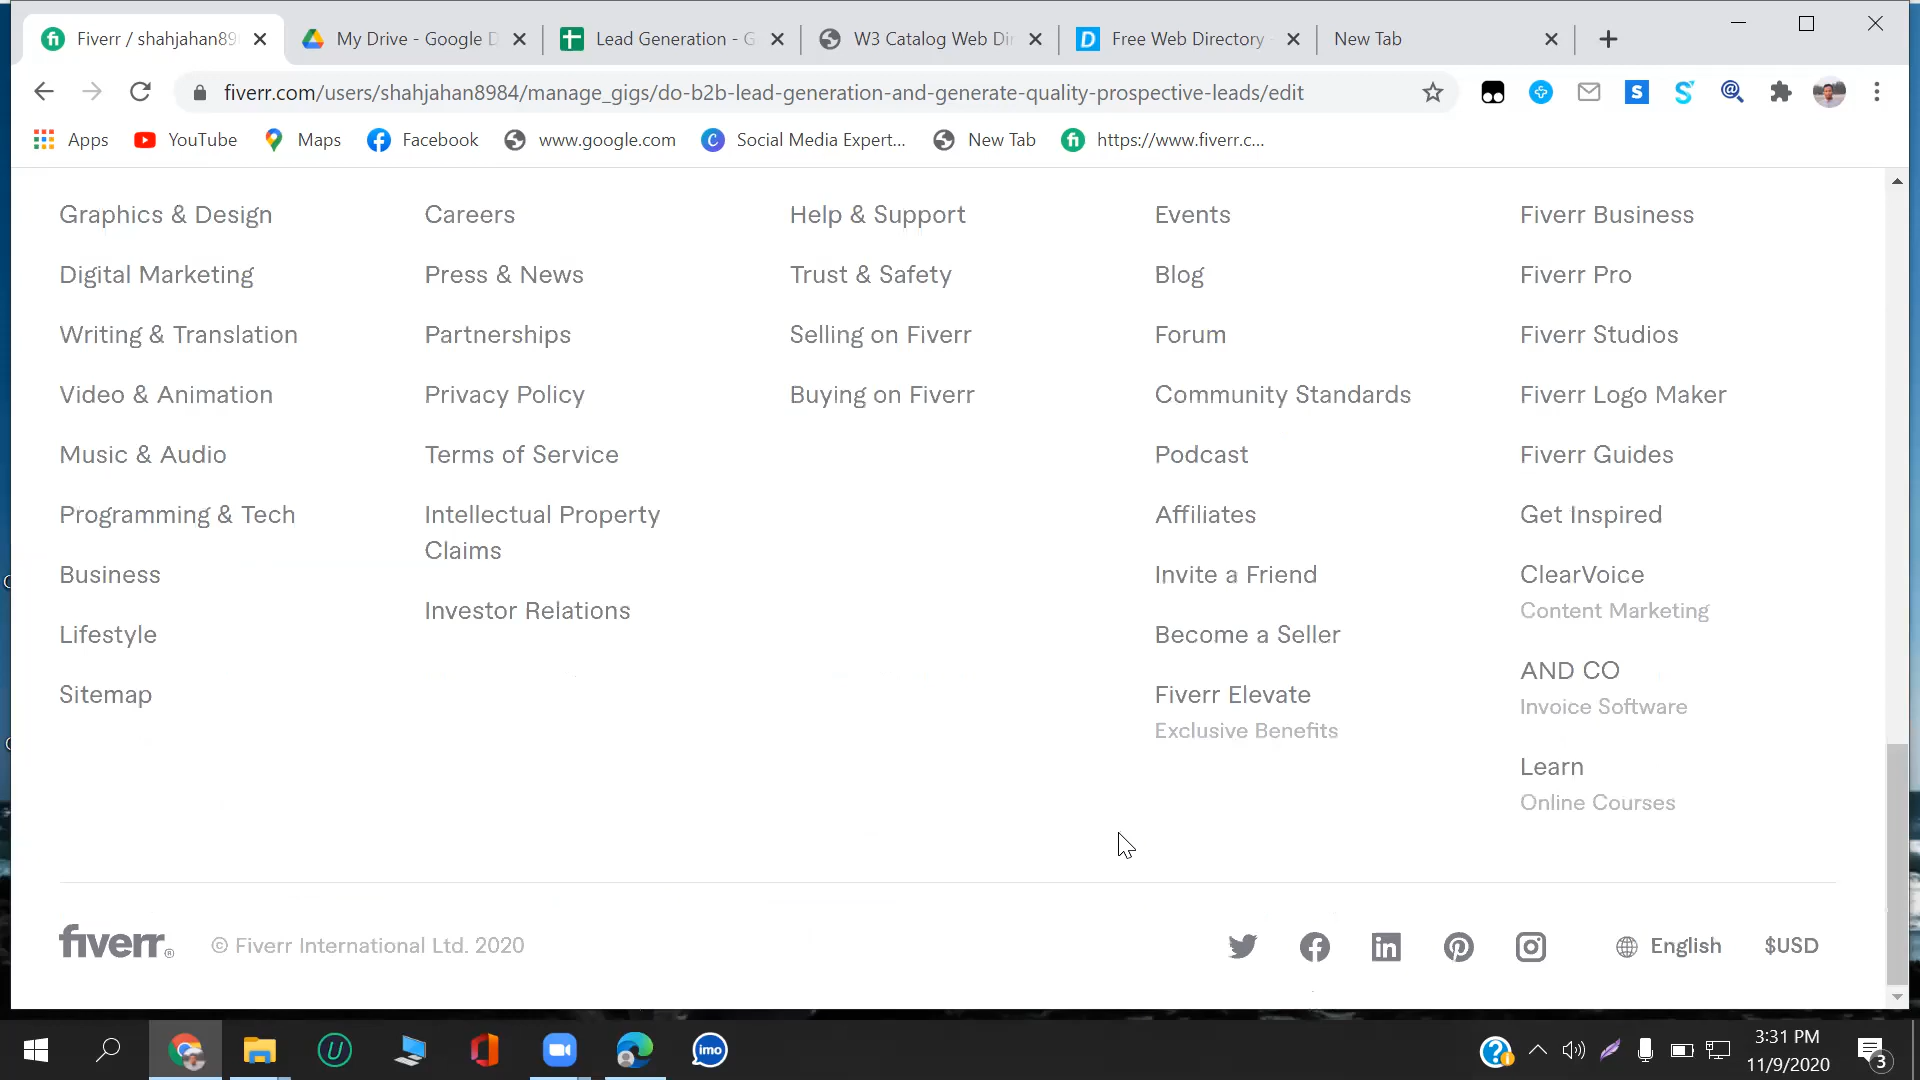 Fiverr / shahjahan89
My Drive - Google D
Lead Generation - G
W3 Catalog Web Dir
Free Web Directory -
New Tab
fiverr.com/users/shahjahan8984/manage_gigs/do-b2b-lead-generation-and-generate-quality-prospective-leads/edit
Apps
YouTube
Maps
Facebook
www.google.com
Social Media Expert...
New Tab
https://www.fiverr.c...
Graphics & Design
Digital Marketing
Writing & Translation
Video & Animation
Music & Audio
Programming & Tech
Business
Lifestyle
Sitemap
Careers
Press & News
Partnerships
Privacy Policy
Terms of Service
Intellectual Property
Claims
Investor Relations
Help & Support
Trust & Safety
Selling on Fiverr
Buying on Fiverr
Events
Blog
Forum
Community Standards
Podcast
Affiliates
Invite a Friend
Become a Seller
Fiverr Elevate
Exclusive Benefits
Fiverr Business
Fiverr Pro
Fiverr Studios
Fiverr Logo Maker
Fiverr Guides
Get Inspired
ClearVoice
Content Marketing
AND CO
Invoice Software
Learn
Online Courses
fiverr®
© Fiverr International Ltd. 2020
English
$USD
imo
3:31 PM
11/9/2020
3